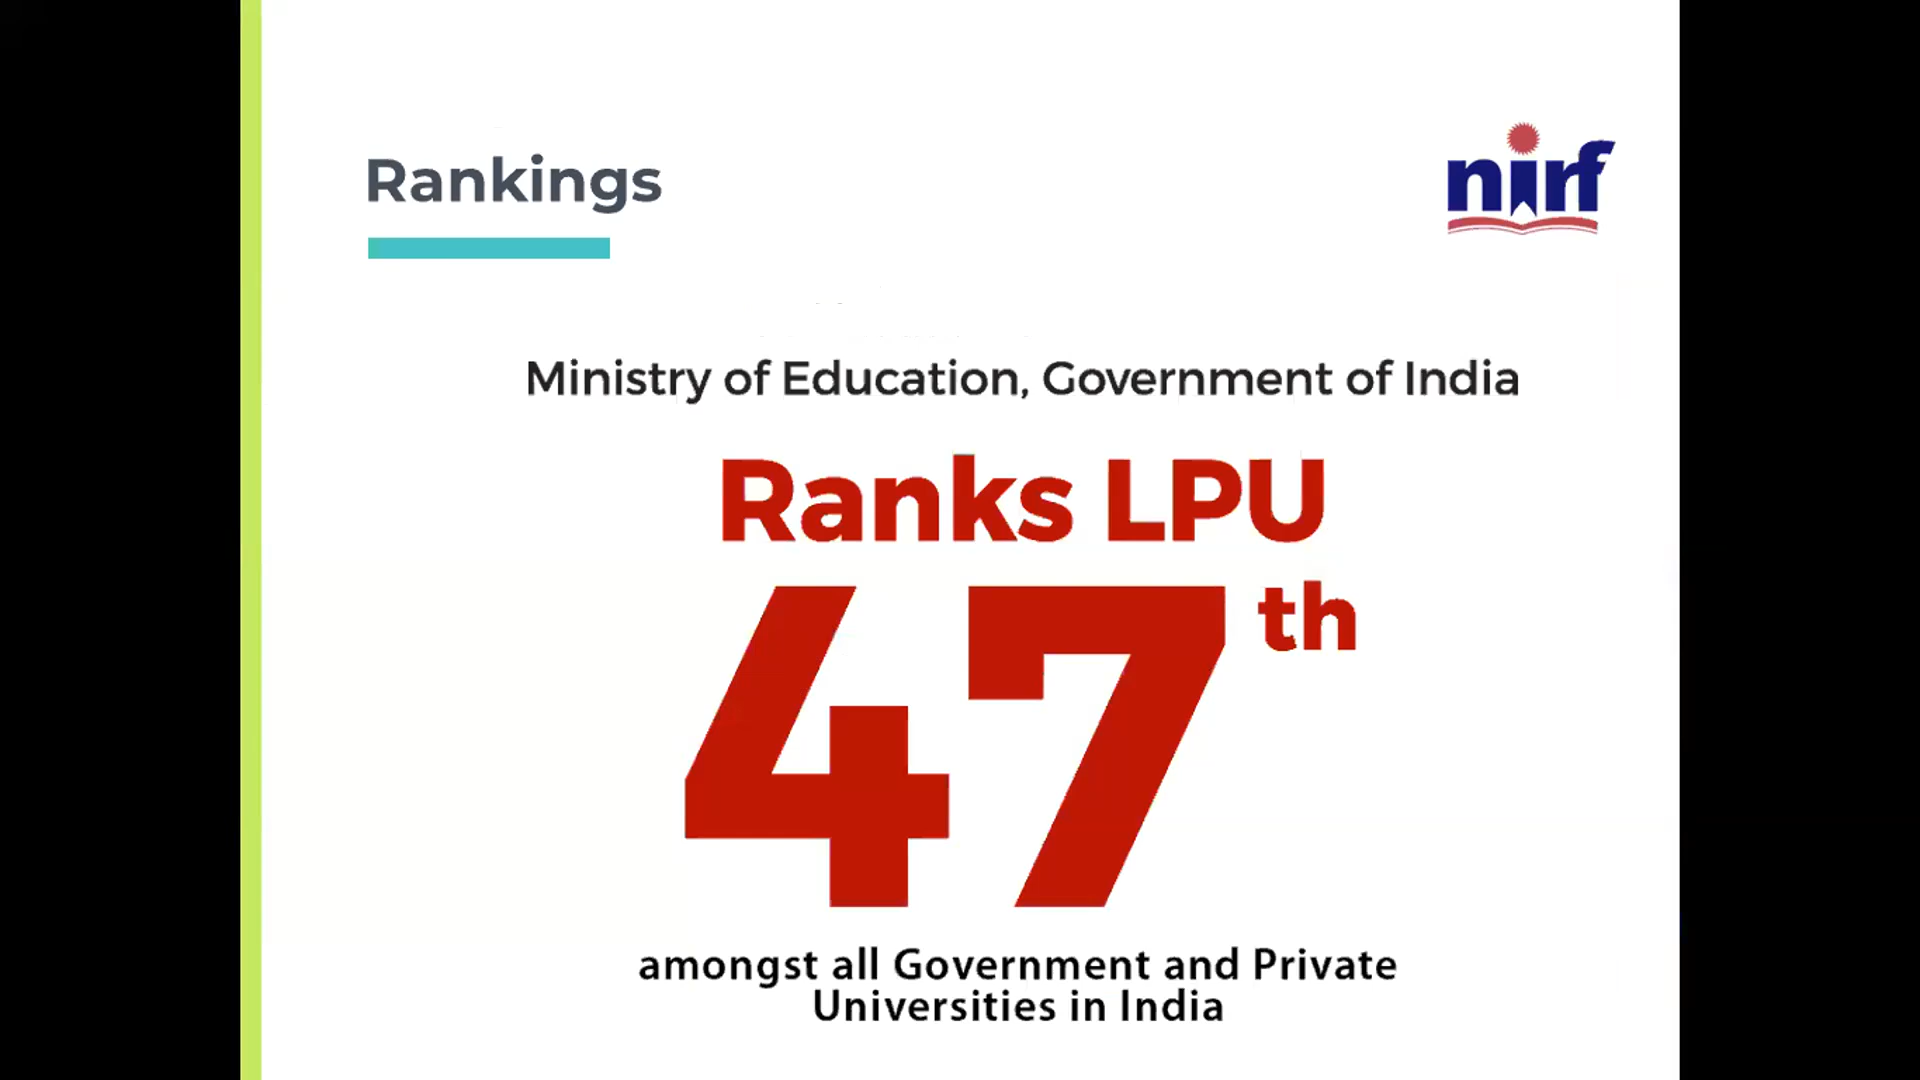 Rankings
nirf
Ministry of Education, Government of India
Ranks LPU
47th
amongst all Government and Private
Universities in India